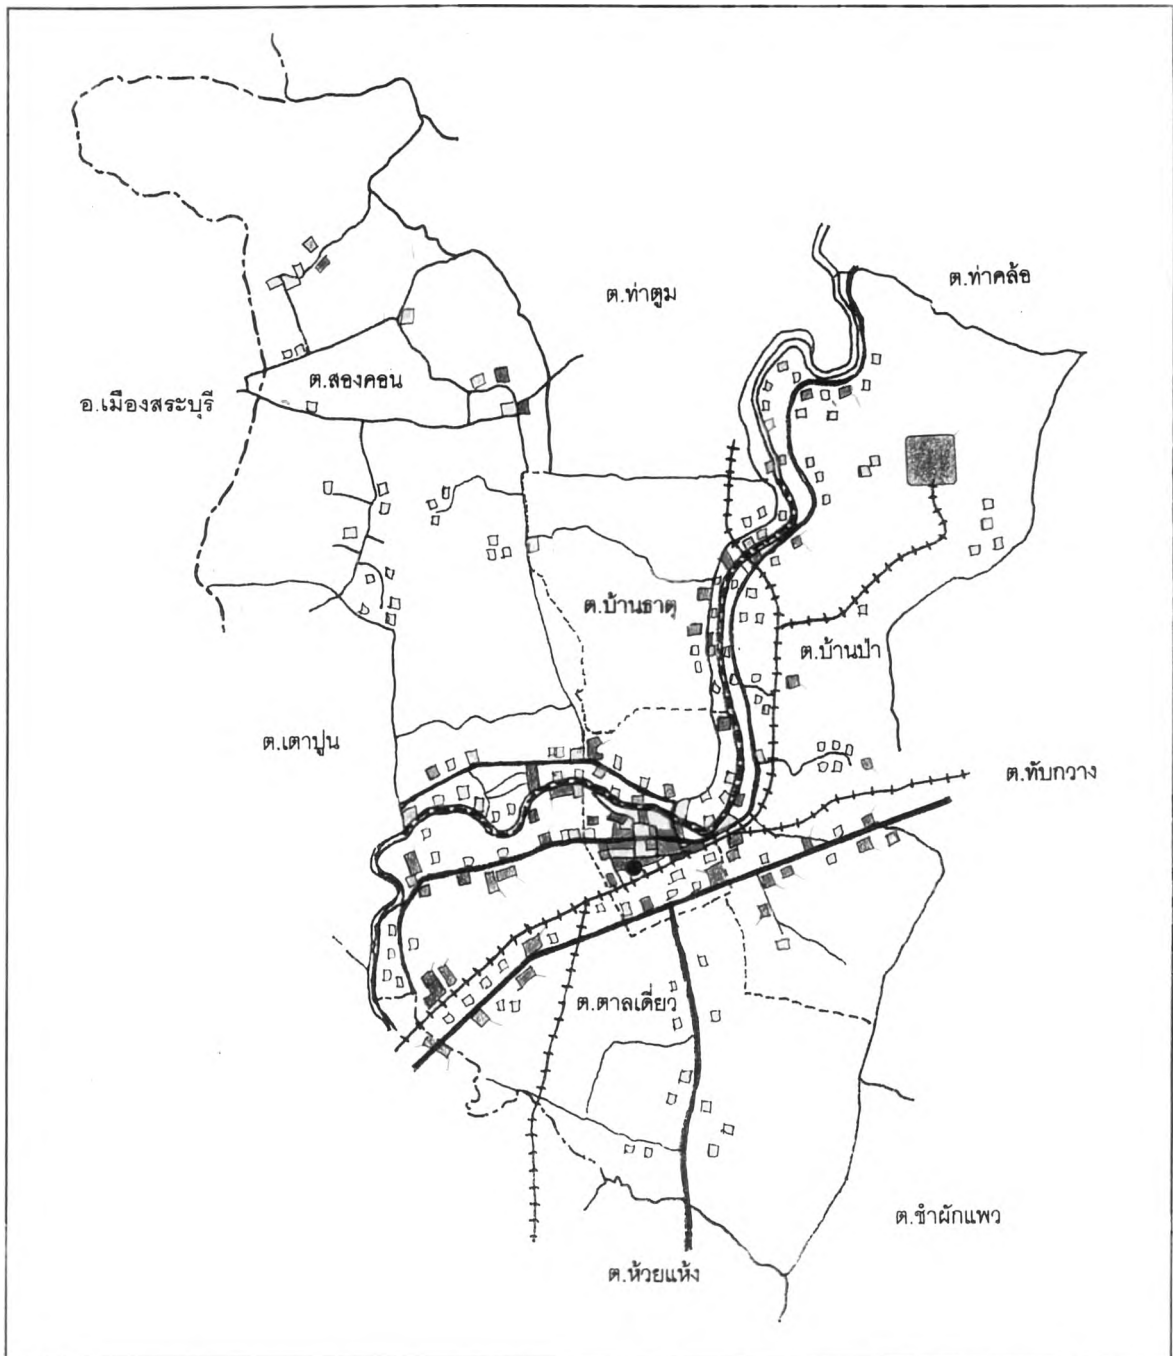 ต.ท่าคล้อ
ต.ท่าตูม
ต.สองคอน
อ.เมืองสระบุรี
ต.บ้านธาตุ
ต.บ้านป่า
ต.เตาปูน
ต.ทับกวาง
ต.ตาลเดี่ยว
ต.ชำผักแพว
ต.ห้วยแห้ง